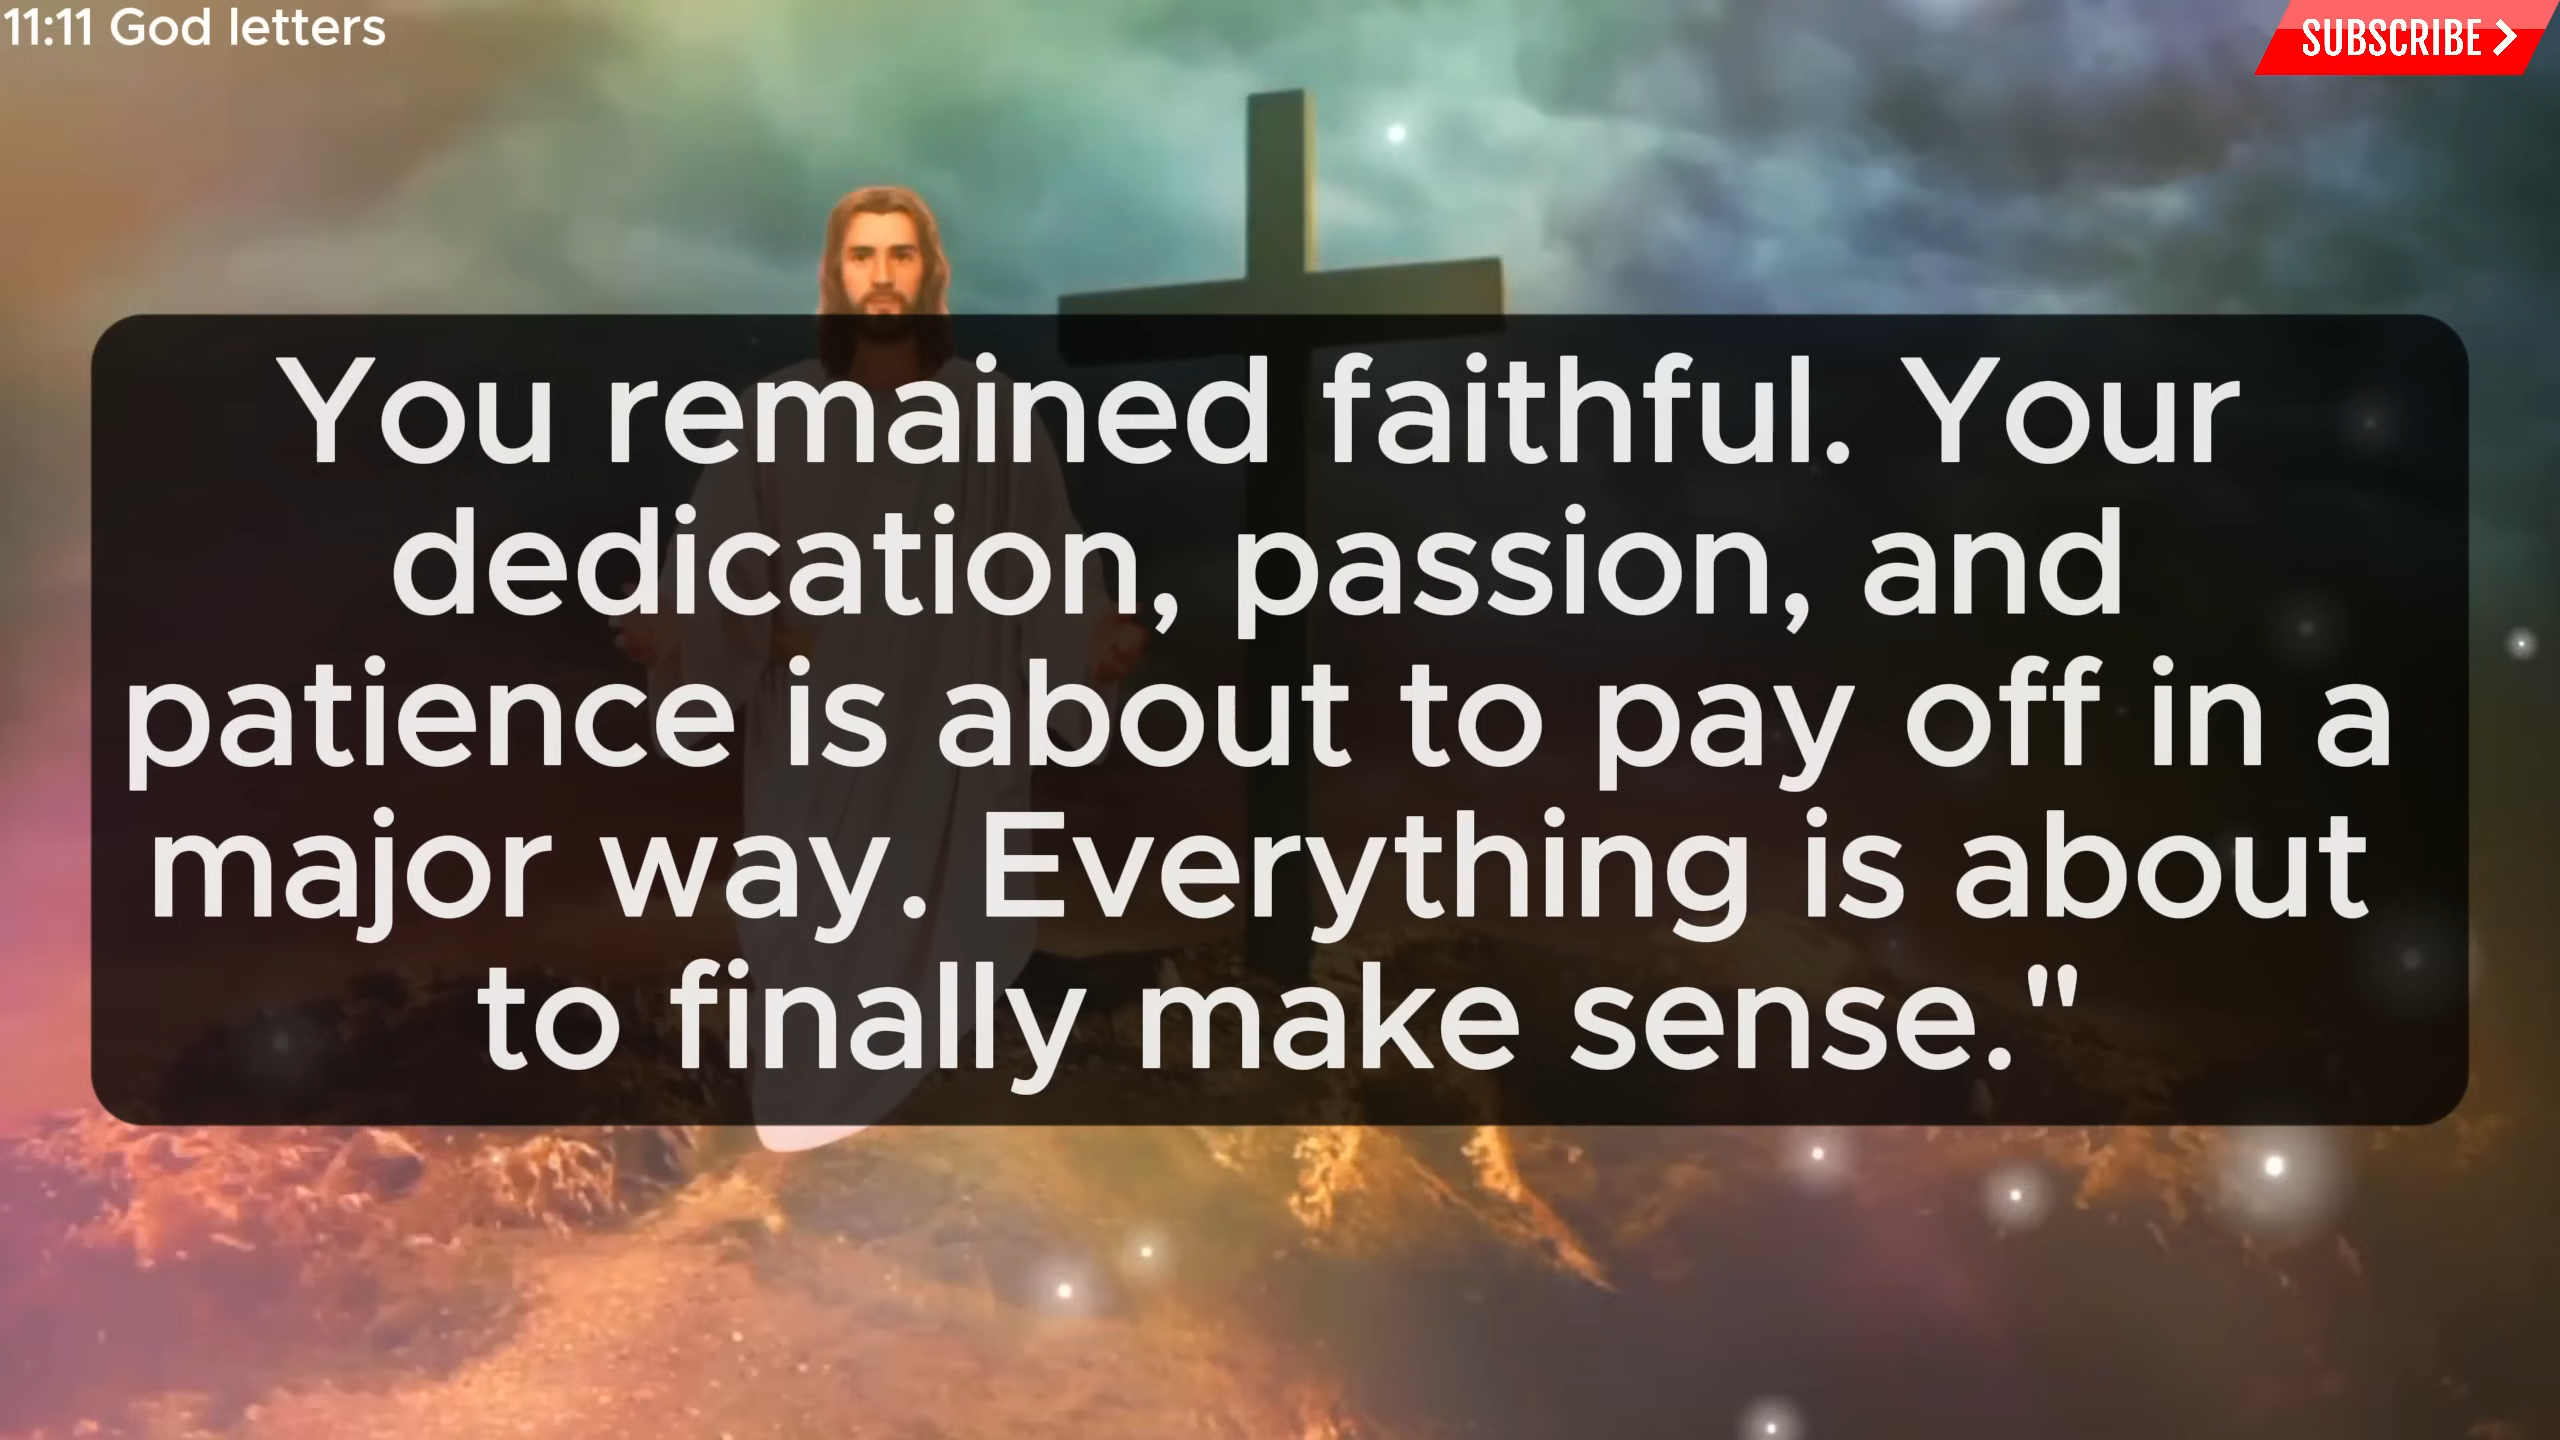 11:11 God letters
SUBSCRIBE
You remained faithful. Your
dedication, passion, and
patience is about to pay off in a
major way. Everything is about
to finally make sense."